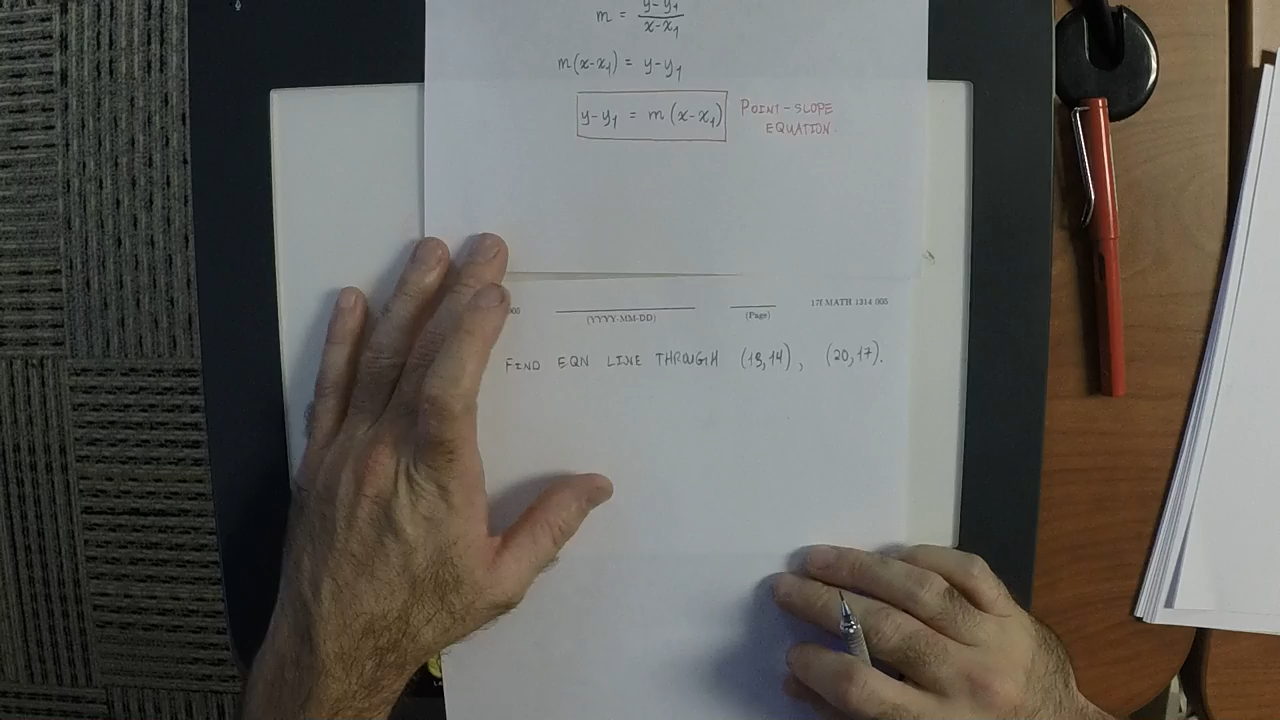 m = y-y₁ / x-x₁
m(x-x₁) = y-y₁
y-y₁ = m(x-x₁) POINT-SLOPE
EQUATION.
(YYYY-MM-DD) (Page) 17f MATH 1314 005
FIND EQN LINE THROUGH (13,14), (20,17).